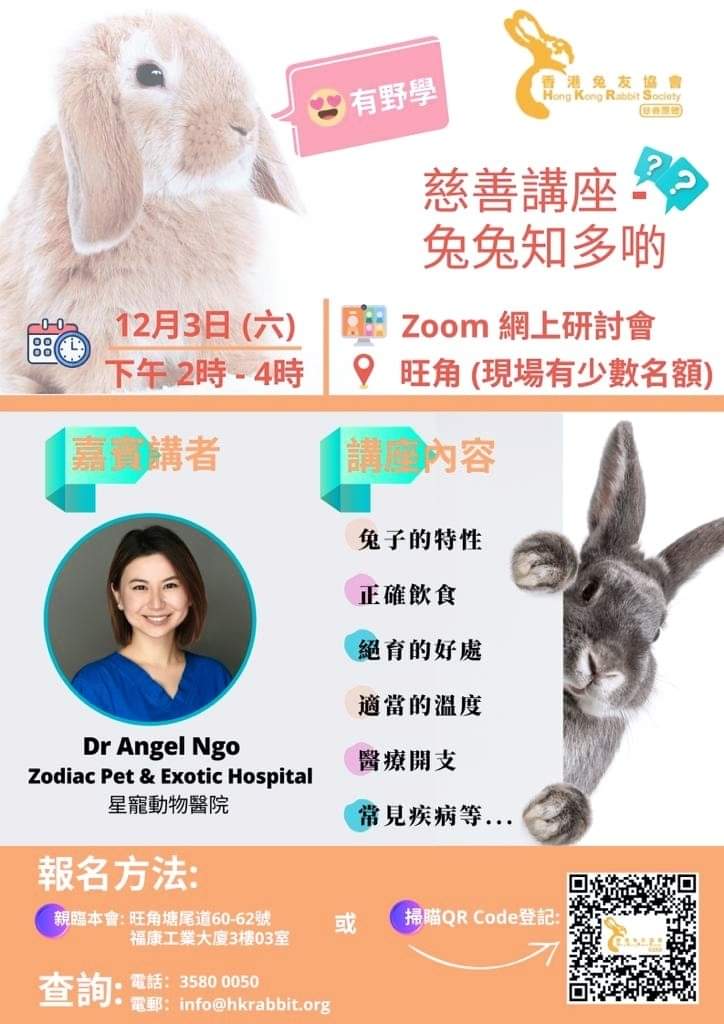 有野學
香港兔友協會
Hong Kong Rabbit Society
慈善團體
慈善講座 -
兔兔知多啲
12月3日 (六)
下午 2時 - 4時
Zoom 網上研討會
旺角 (現場有少數名額)
嘉賓講者
Dr Angel Ngo
Zodiac Pet & Exotic Hospital
星寵動物醫院
講座內容
兔子的特性
正確飲食
絕育的好處
適當的溫度
醫療開支
常見疾病等...
報名方法:
親臨本會: 旺角塘尾道60-62號
福康工業大廈3樓03室
或
掃瞄QR Code登記:
查詢:
電話: 3580 0050
電郵: info@hkrabbit.org